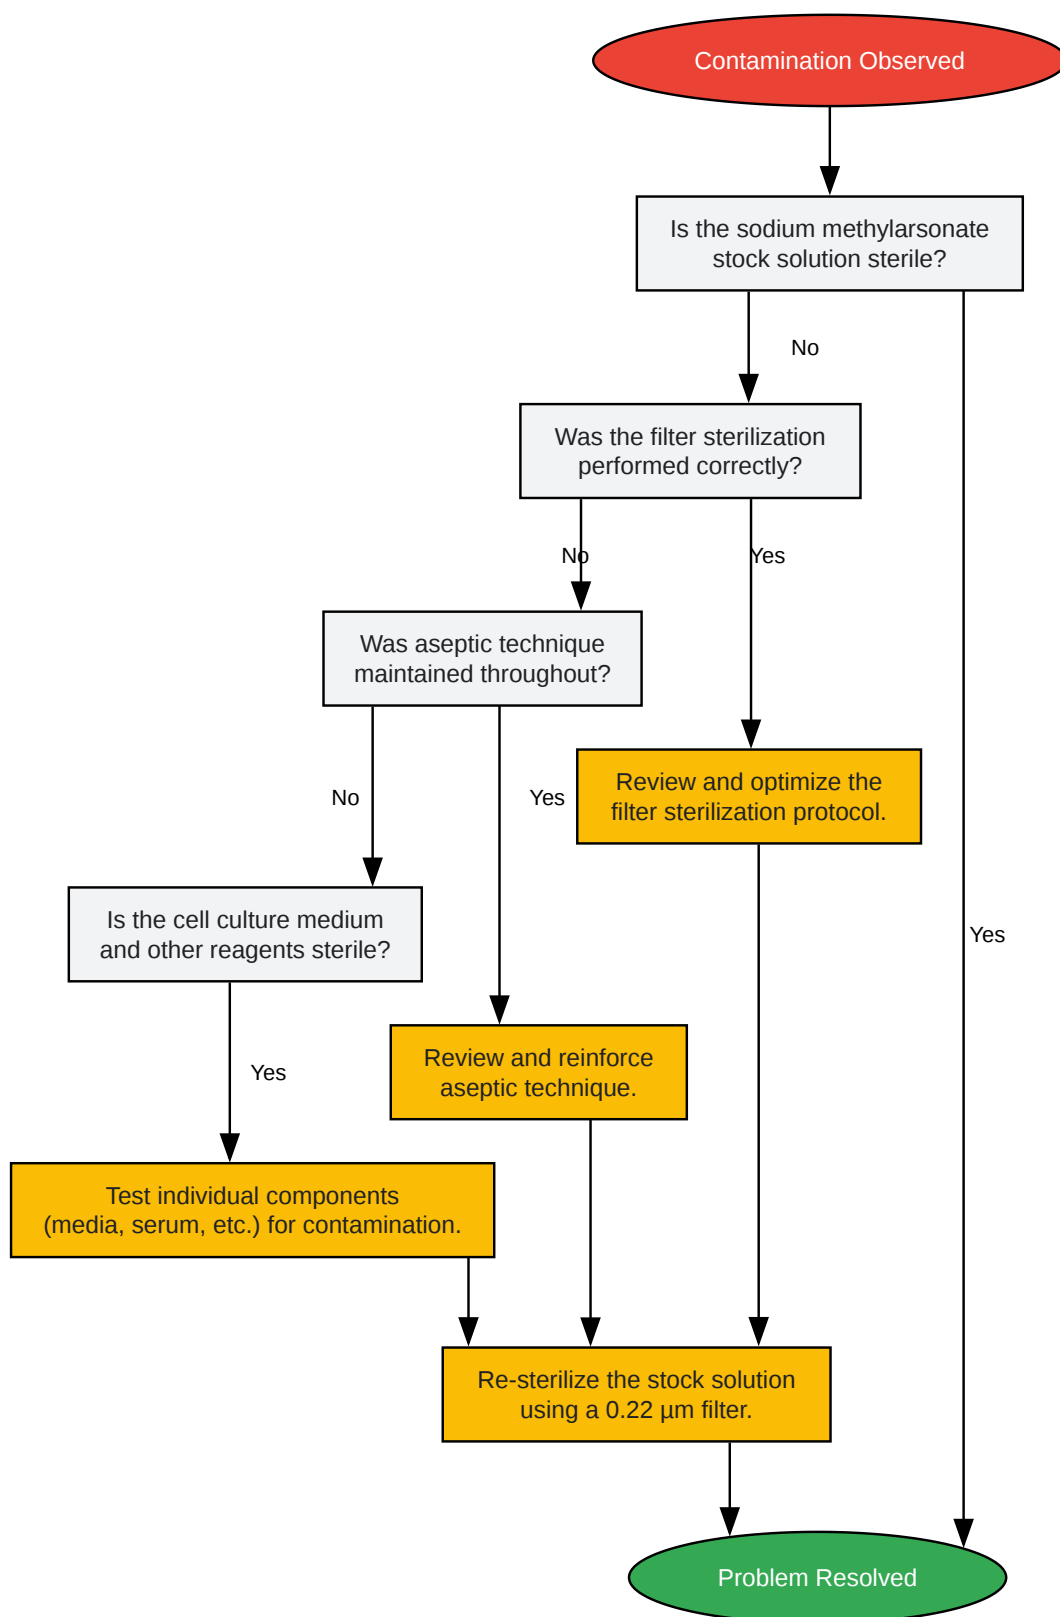 Contamination Observed
Is the sodium methylarsonate
stock solution sterile?
No
Was the filter sterilization
performed correctly?
No
Yes
Was aseptic technique
maintained throughout?
Review and optimize the
filter sterilization protocol.
No
Yes
Is the cell culture medium
and other reagents sterile?
Yes
Review and reinforce
aseptic technique.
Yes
Test individual components
(media, serum, etc.) for contamination.
Re-sterilize the stock solution
using a 0.22 µm filter.
Problem Resolved